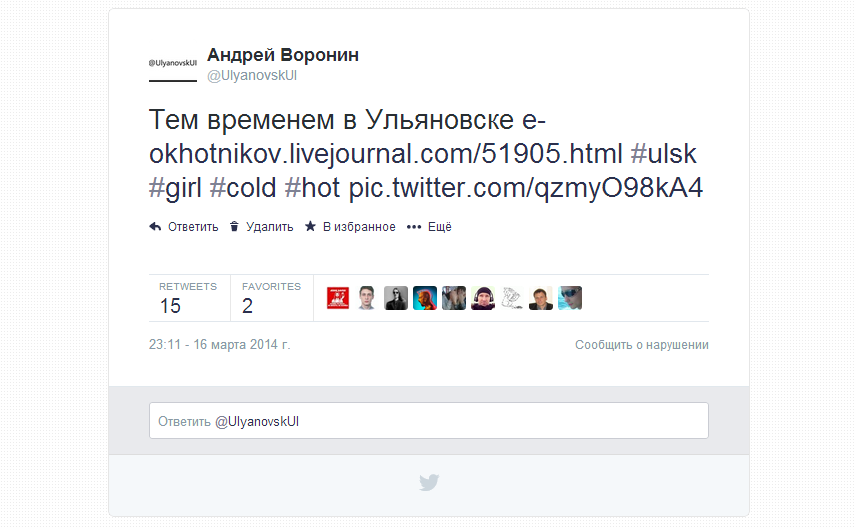 @UlyanovskUl
Андрей Воронин
@UlyanovskUl
Тем временем в Ульяновске e-
okhotnikov.livejournal.com/51905.html #ulsk
#girl #cold #hot pic.twitter.com/qzmyO98kA4
Ответить Удалить В избранное Ещё
RETWEETS FAVORITES
15 2
23:11 - 16 марта 2014 г. Сообщить о нарушении
Ответить @UlyanovskUl